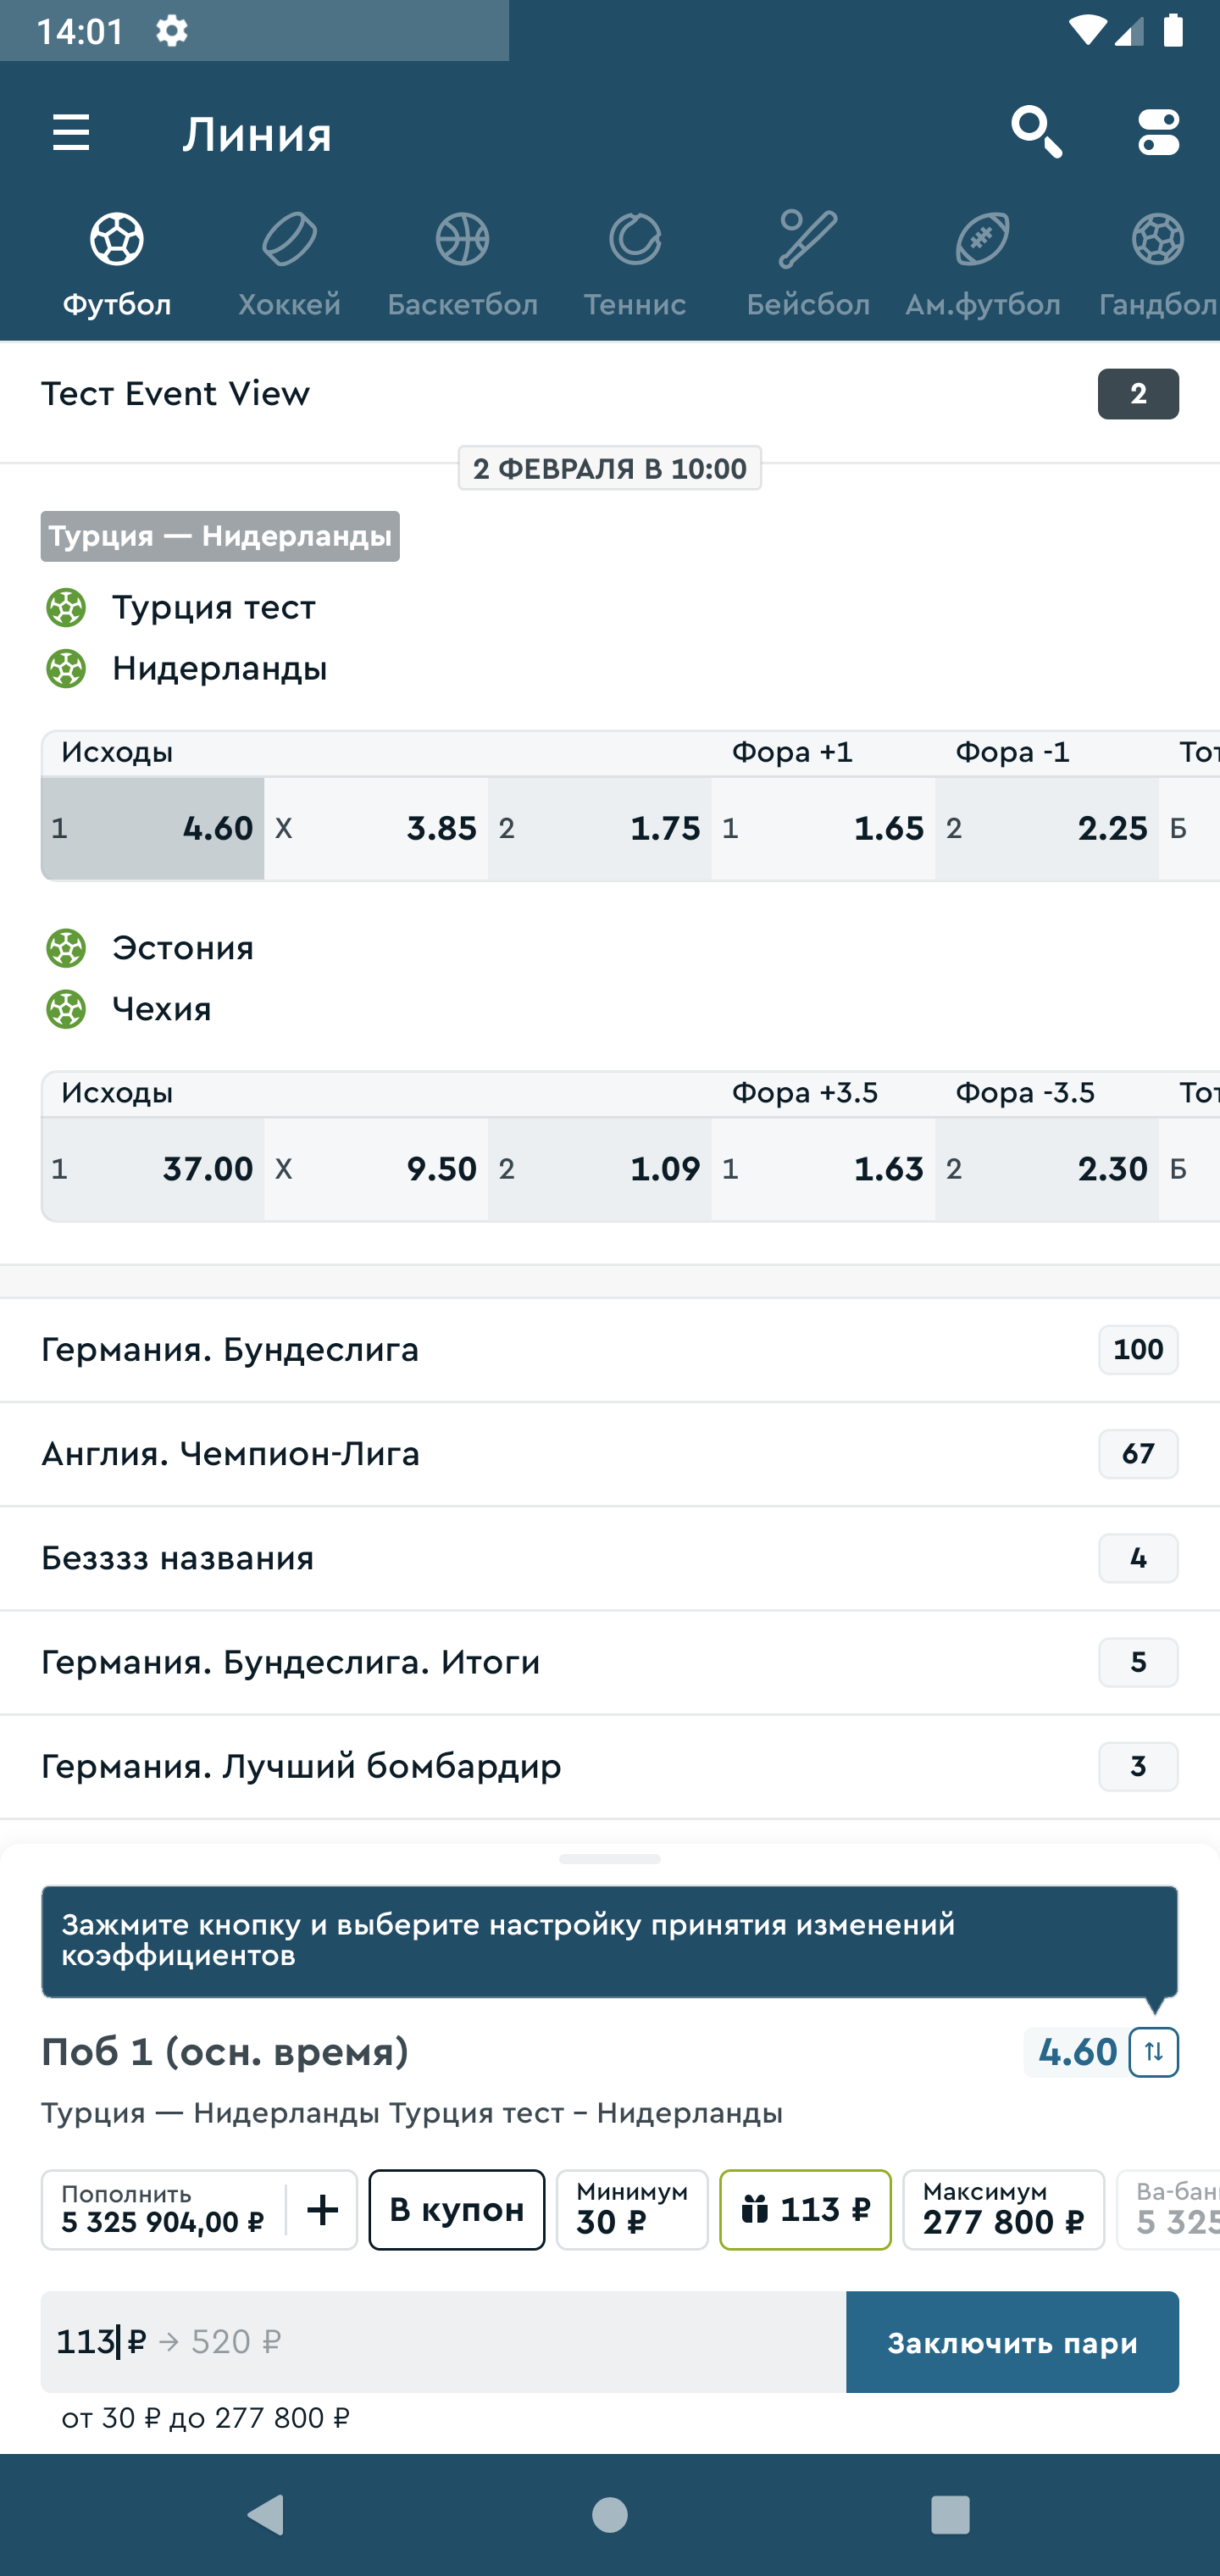 14:01
Линия
Футбол Хоккей Баскетбол Теннис Бейсбол Ам.футбол Гандбол
Тест Event View 2
2 ФЕВРАЛЯ В 10:00
Турция — Нидерланды
Турция тест
Нидерланды
Исходы Фора +1 Фора -1 Тот
1 4.60 X 3.85 2 1.75 1 1.65 2 2.25 Б
Эстония
Чехия
Исходы Фора +3.5 Фора -3.5 Тот
1 37.00 X 9.50 2 1.09 1 1.63 2 2.30 Б
Германия. Бундеслига 100
Англия. Чемпион-Лига 67
Безззз названия 4
Германия. Бундеслига. Итоги 5
Германия. Лучший бомбардир 3
Зажмите кнопку и выберите настройку принятия изменений
коэффициентов
Поб 1 (осн. время) 4.60
Турция — Нидерланды Турция тест – Нидерланды
Пополнить
5 325 904,00 ₽
+
В купон
Минимум
30 ₽
113 ₽
Максимум
277 800 ₽
Ва-бан
5 325
113 ₽ → 520 ₽
Заключить пари
от 30 ₽ до 277 800 ₽